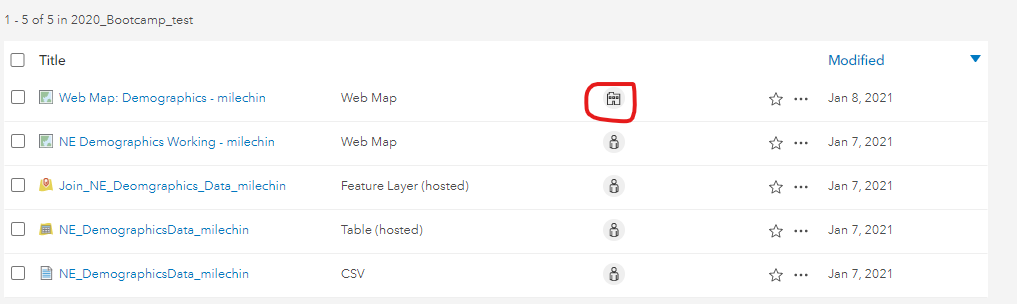 1 - 5 of 5 in 2020_Bootcamp_test
Title Modified
Web Map: Demographics - milechin Web Map Jan 8, 2021
NE Demographics Working - milechin Web Map Jan 7, 2021
Join_NE_Deomgraphics_Data_milechin Feature Layer (hosted) Jan 7, 2021
NE_DemographicsData_milechin Table (hosted) Jan 7, 2021
NE_DemographicsData_milechin CSV Jan 7, 2021